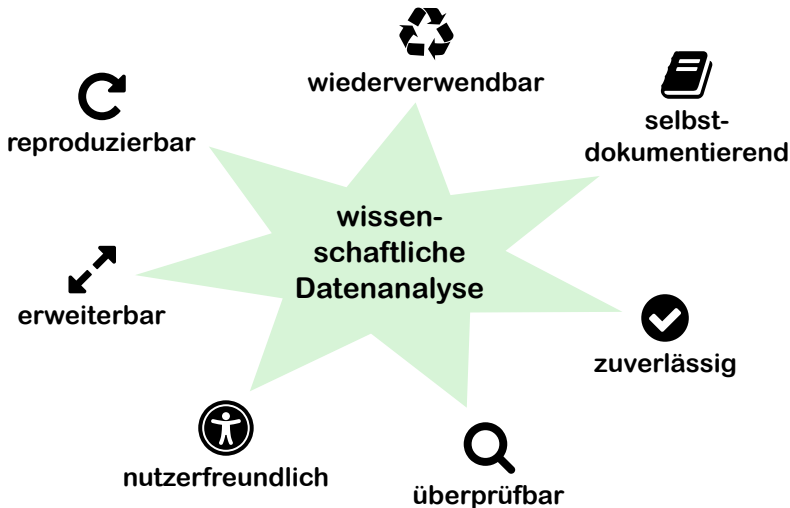 wiederverwendbar
selbst-
dokumentierend
reproduzierbar
wissen-
schaftliche
Datenanalyse
erweiterbar
zuverlässig
nutzerfreundlich
überprüfbar